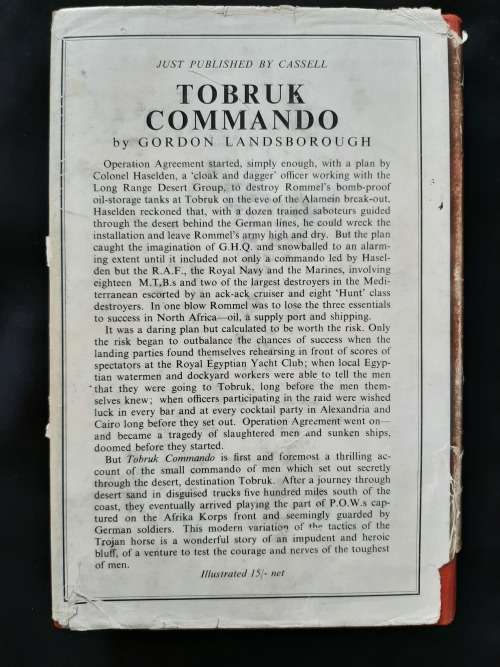 JUST PUBLISHED BY CASSELL
TOBRUK
COMMANDO
by GORDON LANDSBOROUGH
Operation Agreement started, simply enough, with a plan by
Colonel Haselden, a 'cloak and dagger' officer working with the
Long Range Desert Group, to destroy Rommel's bomb-proof
oil-storage tanks at Tobruk on the eve of the Alamein break-out.
Haselden reckoned that, with a dozen trained saboteurs guided
through the desert behind the German lines, he could wreck the
installation and leave Rommel's army high and dry. But the plan
caught the imagination of G.H.Q. and snowballed to an alarm-
ing extent until it included not only a commando led by Hasel-
den but the R.A.F., the Royal Navy and the Marines, involving
eighteen M.T.B.s and two of the largest destroyers in the Medi-
terranean escorted by an ack-ack cruiser and eight 'Hunt' class
destroyers. In one blow Rommel was to lose the three essentials
to success in North Africa—oil, a supply port and shipping.
It was a daring plan but calculated to be worth the risk. Only
the risk began to outbalance the chances of success when the
landing parties found themselves rehearsing in front of scores of
spectators at the Royal Egyptian Yacht Club; when local Egyp-
tian watermen and dockyard workers were able to tell the men
that they were going to Tobruk, long before the men them-
selves knew; when officers participating in the raid were wished
luck in every bar and at every cocktail party in Alexandria and
Cairo long before they set out. Operation Agreement went on—
and became a tragedy of slaughtered men and sunken ships,
doomed before they started.
But Tobruk Commando is first and foremost a thrilling ac-
count of the small commando of men which set out secretly
through the desert, destination Tobruk. After a journey through
desert sand in disguised trucks five hundred miles south of the
coast, they eventually arrived playing the part of P.O.W.s cap-
tured on the Afrika Korps front and seemingly guarded by
German soldiers. This modern variation of the tactics of the
Trojan horse is a wonderful story of an impudent and heroic
bluff, of a venture to test the courage and nerves of the toughest
of men.
Illustrated 15/- net